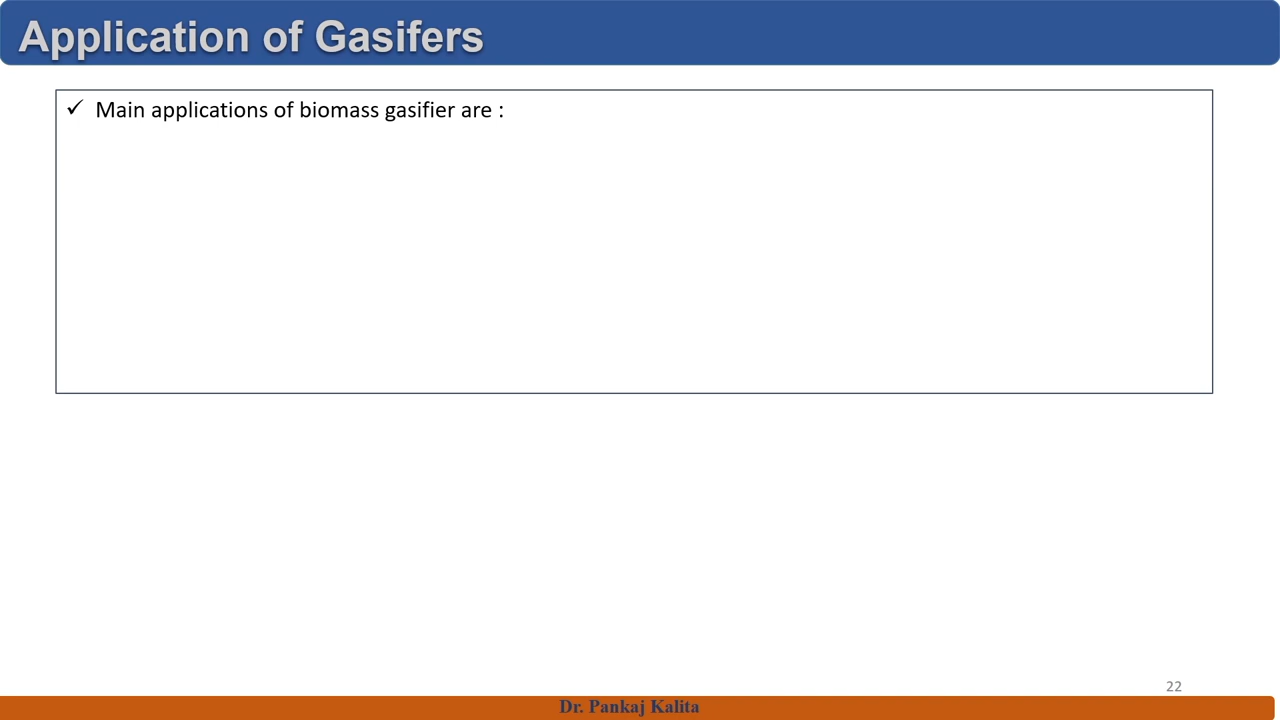 Application of Gasifers
✓ Main applications of biomass gasifier are :
22
Dr. Pankaj Kalita